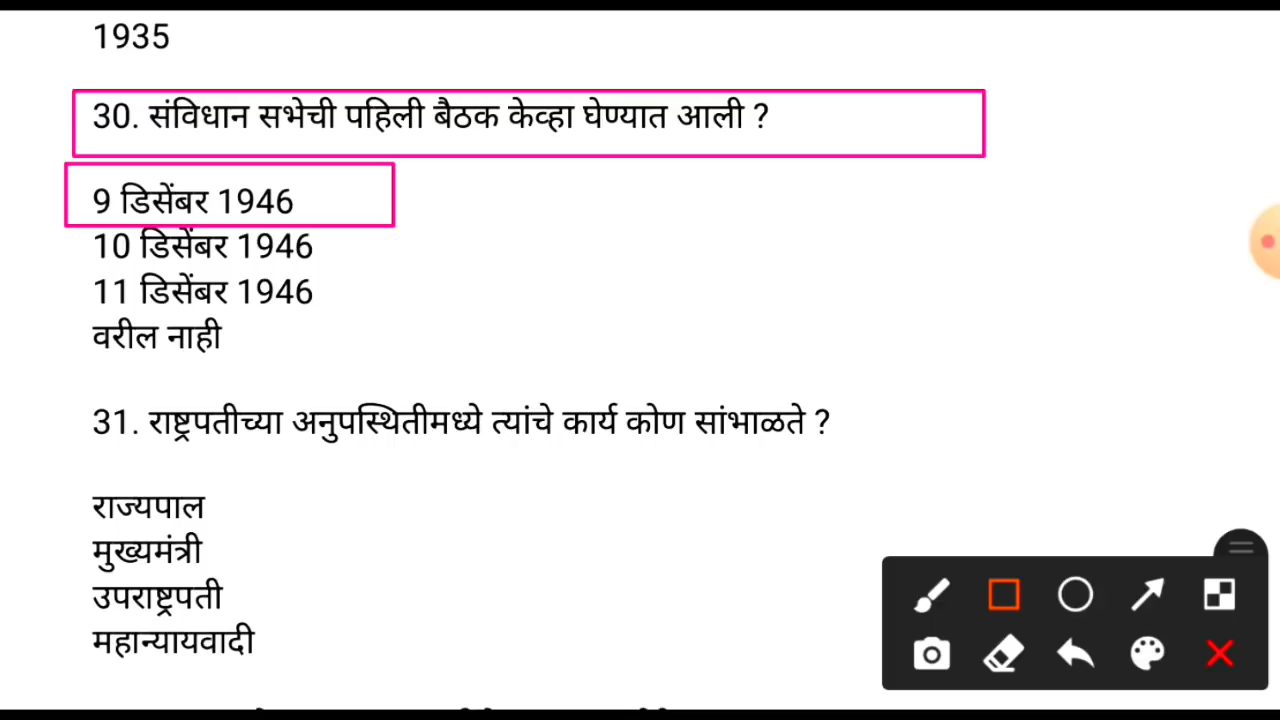 1935
30. संविधान सभेची पहिली बैठक केव्हा घेण्यात आली ?
9 डिसेंबर 1946
10 डिसेंबर 1946
11 डिसेंबर 1946
वरील नाही
31. राष्ट्रपतीच्या अनुपस्थितीमध्ये त्यांचे कार्य कोण सांभाळते ?
राज्यपाल
मुख्यमंत्री
उपराष्ट्रपती
महान्यायवादी